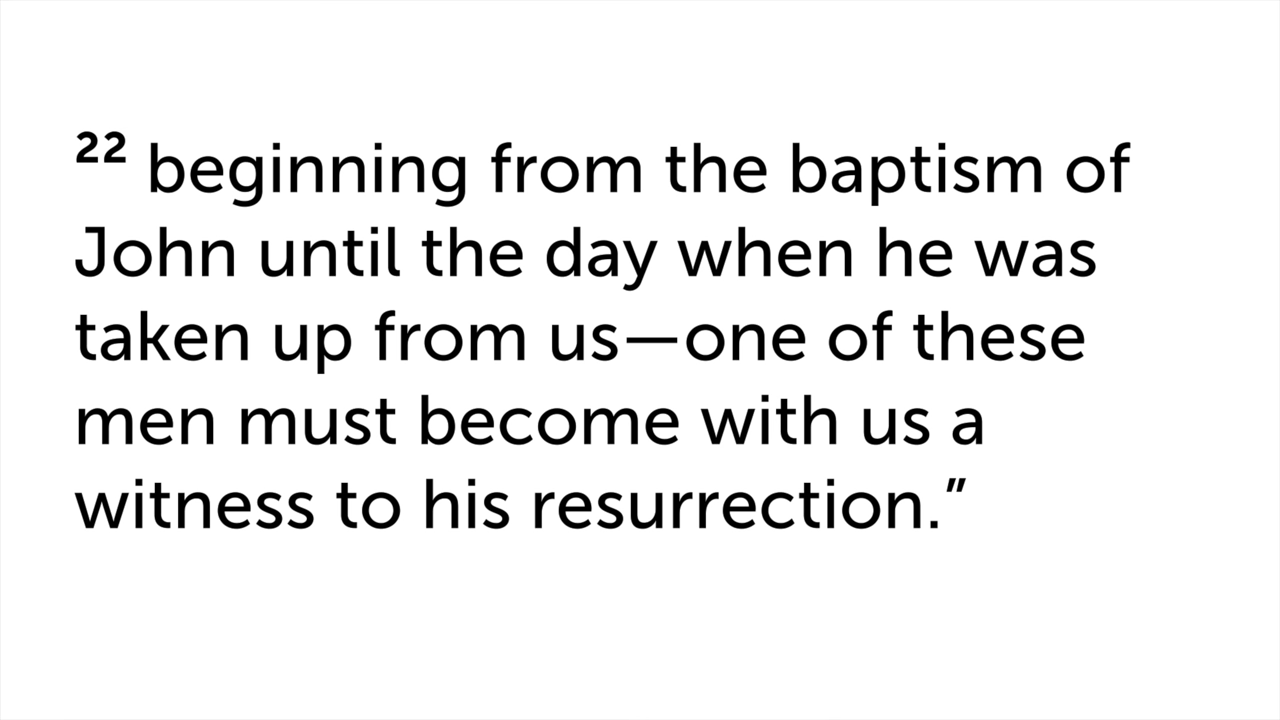 22 beginning from the baptism of
John until the day when he was
taken up from us—one of these
men must become with us a
witness to his resurrection.”